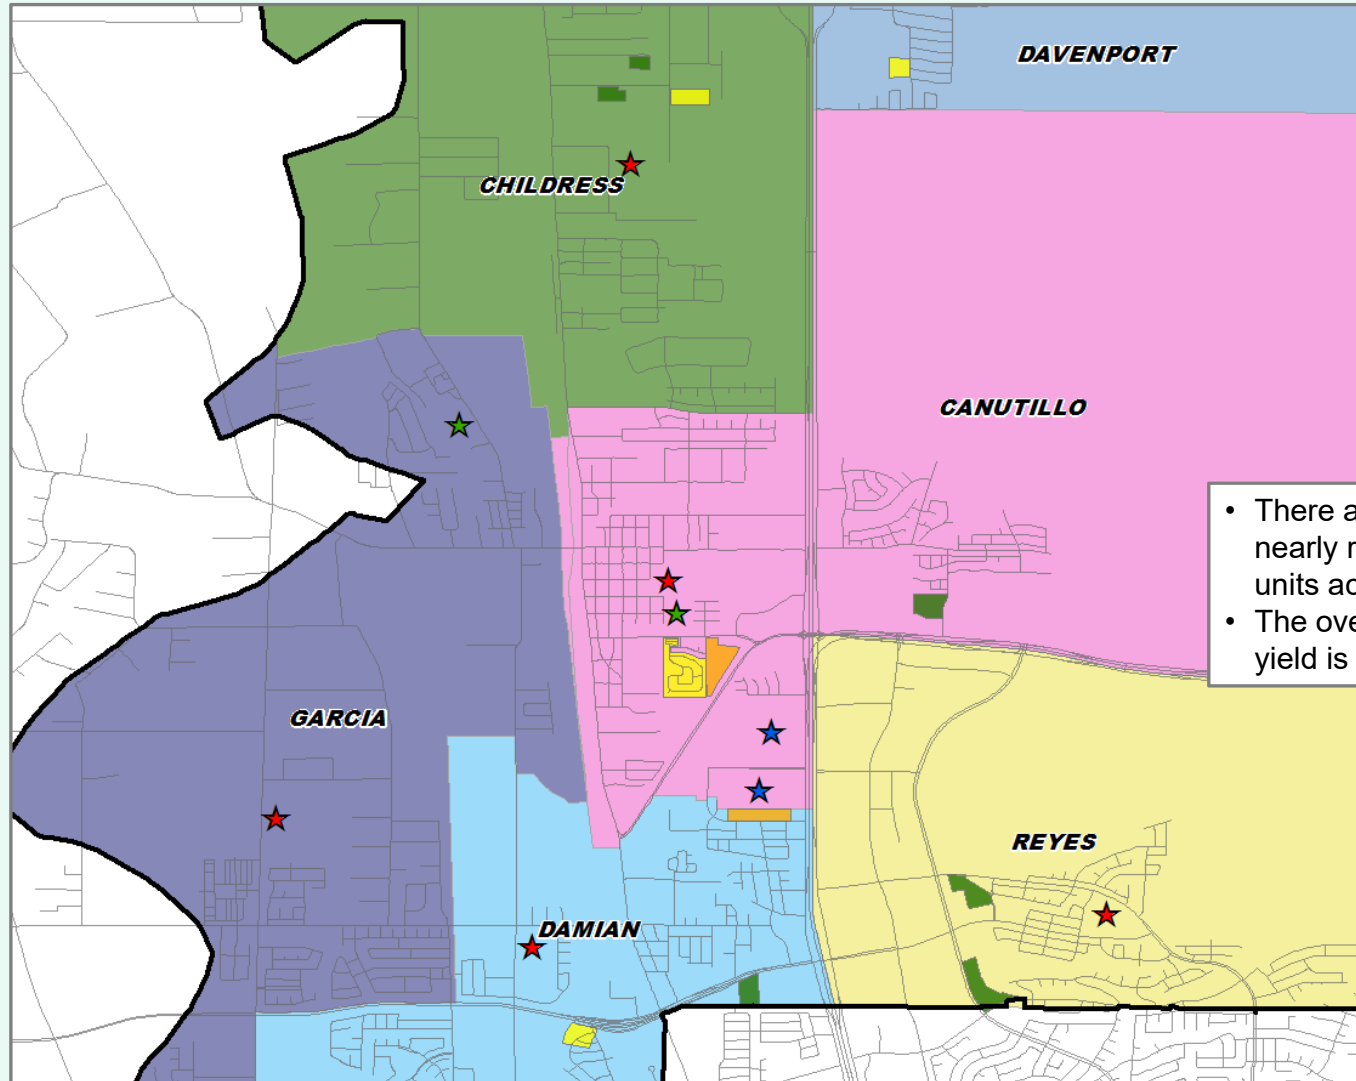 DAVENPORT
CHILDRESS
CANUTILLO
• There a
nearly r
units ac
• The ove
yield is
GARCIA
REYES
DAMIAN